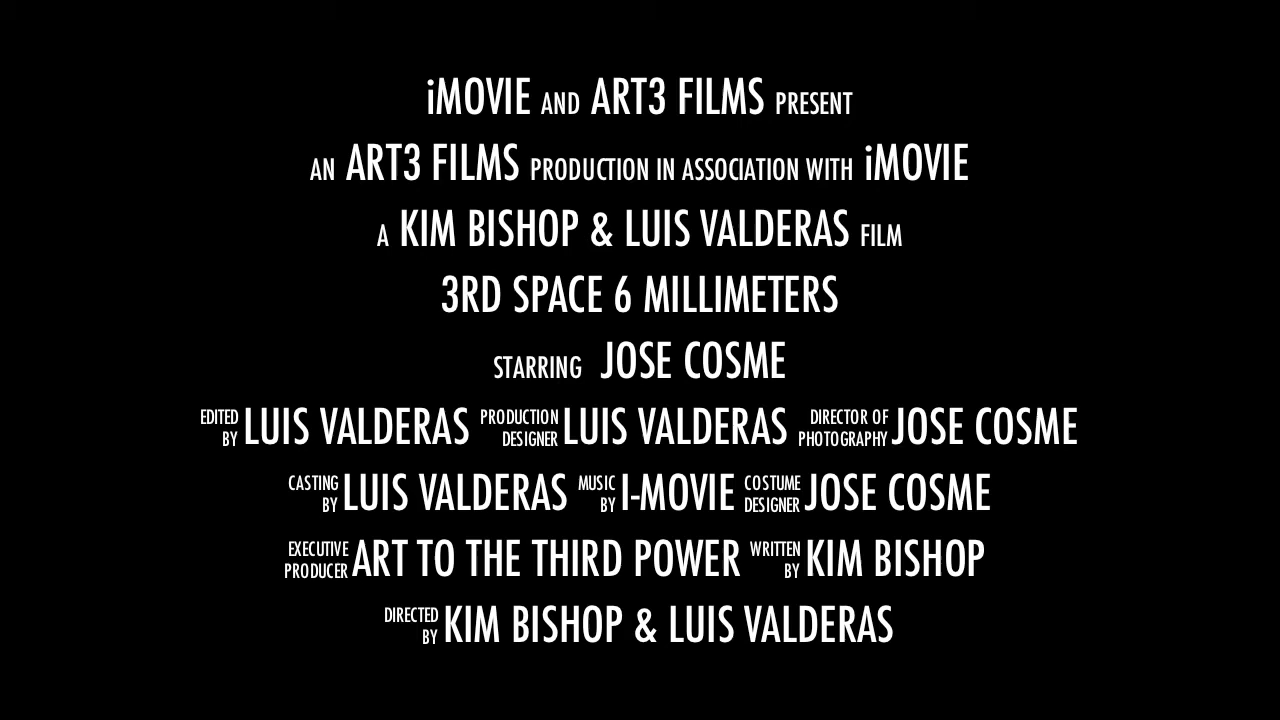 iMOVIE AND ART3 FILMS PRESENT
AN ART3 FILMS PRODUCTION IN ASSOCIATION WITH iMOVIE
A KIM BISHOP & LUIS VALDERAS FILM
3RD SPACE 6 MILLIMETERS
STARRING JOSE COSME
EDITED BY LUIS VALDERAS PRODUCTION DESIGNER LUIS VALDERAS DIRECTOR OF PHOTOGRAPHY JOSE COSME
CASTING BY LUIS VALDERAS MUSIC BY I-MOVIE COSTUME DESIGNER JOSE COSME
EXECUTIVE PRODUCER ART TO THE THIRD POWER WRITTEN BY KIM BISHOP
DIRECTED BY KIM BISHOP & LUIS VALDERAS